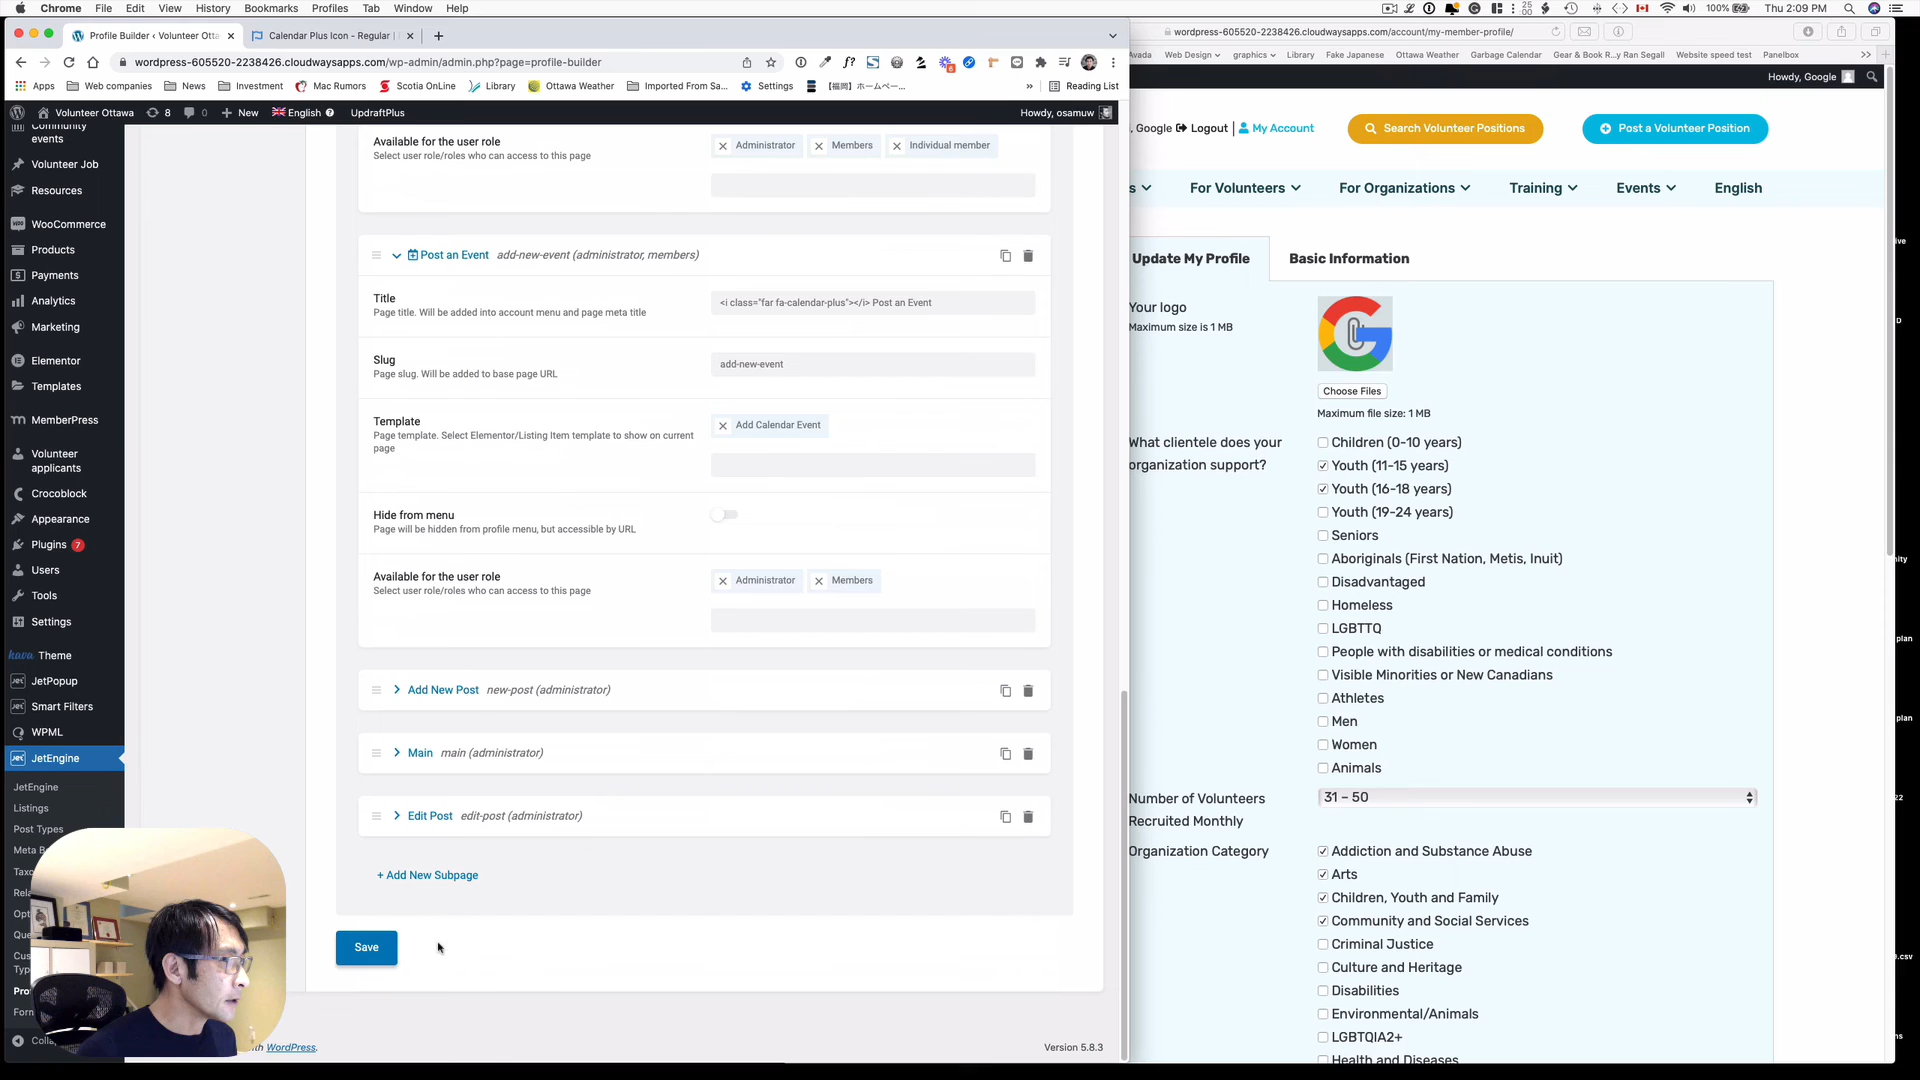 Chrome File Edit View History Bookmarks Profiles Tab Window Help
25 00 100% Thu 2:09 PM
Profile Builder ‹ Volunteer Otta
Calendar Plus Icon - Regular |
wordpress-605520-2238426.cloudwaysapps.com/wp-admin/admin.php?page=profile-builder
Apps Web companies News Investment Mac Rumors Scotia OnLine Library Ottawa Weather Imported From Sa... Settings 【福岡】ホームペー... » Reading List
Volunteer Ottawa 8 0 New English UpdraftPlus Howdy, osamuw
Community
events
Volunteer Job
Resources
WooCommerce
Products
Payments
Analytics
Marketing
Elementor
Templates
MemberPress
Volunteer
applicants
Crocoblock
Appearance
Plugins 7
Users
Tools
Settings
kava Theme
JetPopup
Smart Filters
WPML
JetEngine
JetEngine
Listings
Post Types
Available for the user role
Select user role/roles who can access to this page
Administrator Members Individual member
Post an Event add-new-event (administrator, members)
Title
Page title. Will be added into account menu and page meta title
<i class="far fa-calendar-plus"></i> Post an Event
Slug
Page slug. Will be added to base page URL
add-new-event
Template
Page template. Select Elementor/Listing Item template to show on current
page
Add Calendar Event
Hide from menu
Page will be hidden from profile menu, but accessible by URL
Available for the user role
Select user role/roles who can access to this page
Administrator Members
Add New Post new-post (administrator)
Main main (administrator)
Edit Post edit-post (administrator)
+ Add New Subpage
Save
WordPress.
Version 5.8.3
wordpress-605520-2238426.cloudwaysapps.com/account/my-member-profile/
Avada Web Design graphics Library Jake Fashions Ottawa Weather Garbage Calendar Gear & Book R...y Ran Segall Website speed test Panelbox »
Howdy, Google
, Google Logout | My Account
Search Volunteer Positions
Post a Volunteer Position
s For Volunteers For Organizations Training Events English
Update My Profile Basic Information
Your logo
Maximum size is 1 MB
Choose Files
Maximum file size: 1 MB
What clientele does your
organization support?
Children (0-10 years)
Youth (11-15 years)
Youth (16-18 years)
Youth (19-24 years)
Seniors
Aboriginals (First Nation, Metis, Inuit)
Disadvantaged
Homeless
LGBTTQ
People with disabilities or medical conditions
Visible Minorities or New Canadians
Athletes
Men
Women
Animals
Number of Volunteers
Recruited Monthly
31 – 50
Organization Category
Addiction and Substance Abuse
Arts
Children, Youth and Family
Community and Social Services
Criminal Justice
Culture and Heritage
Disabilities
Environmental/Animals
LGBTQIA2+
Health and Diseases